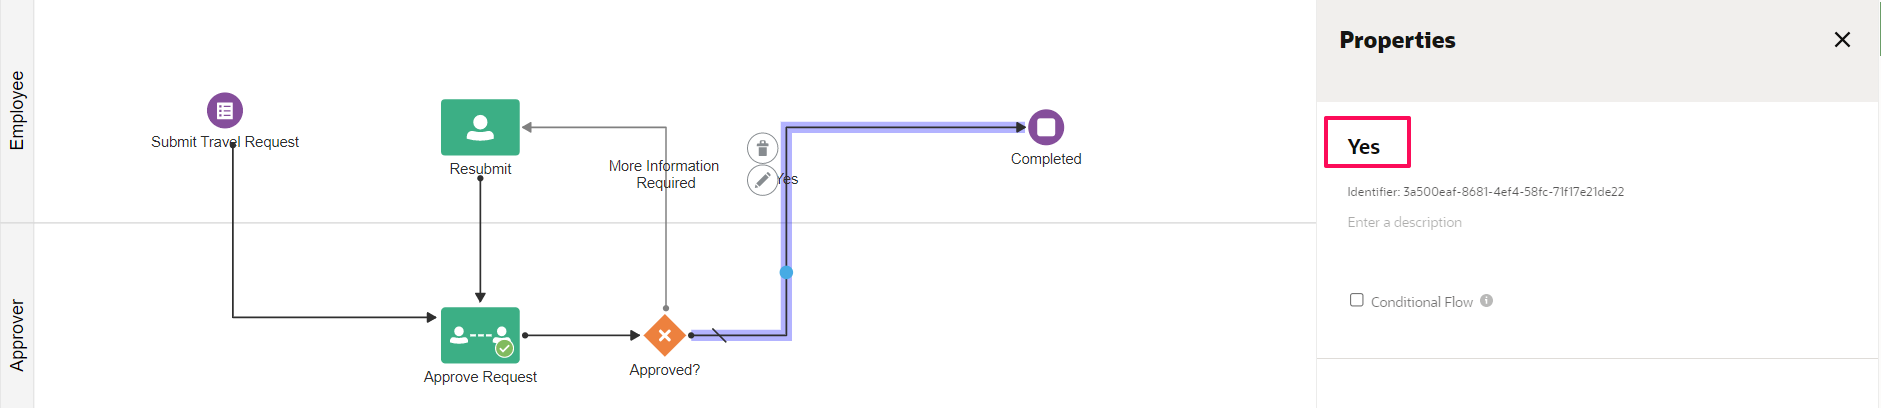 Employee
Submit Travel Request
Resubmit
More Information
Required
Yes
Completed
Approver
Approve Request
Approved?
Properties
Yes
Identifier: 3a500eaf-8681-4ef4-58fc-71f17e21de22
Enter a description
Conditional Flow